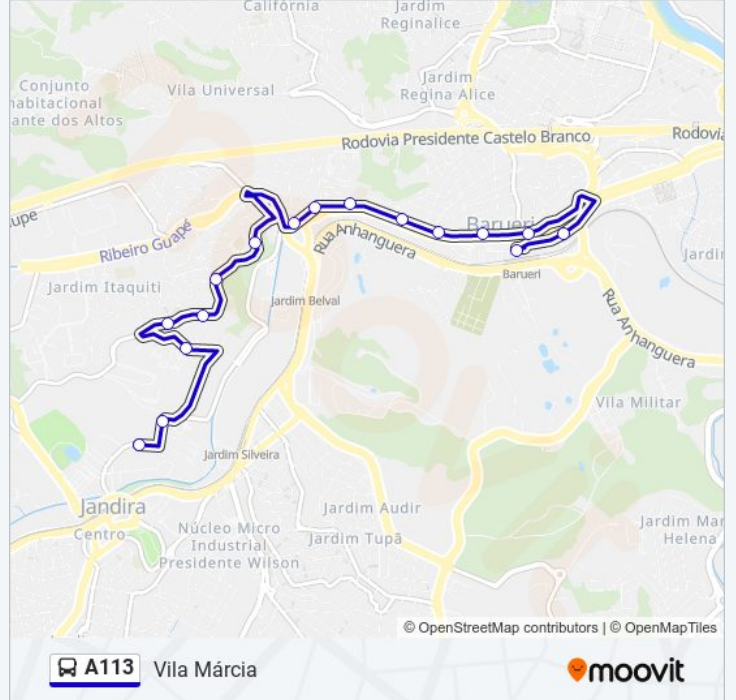 Califórnia
Jardim
Reginalice
Conjunto
habitacional
ante dos Altos
Vila Universal
Jardim
Regina Alice
Rodovia Presidente Castelo Branco
Rodovia
upe
Ribeiro Guapé
Rua Anhanguera
Barueri
Jardi
Jardim Itaquiti
Barueri
Jardim Belval
Rua Anhanguera
Vila Militar
Jardim Silveira
Jandira
Centro
Núcleo Micro
Industrial
Presidente Wilson
Jardim Audir
Jardim Tupã
Jardim Mar
Helena
© OpenStreetMap contributors | © OpenMapTiles
A113 Vila Márcia
moovit